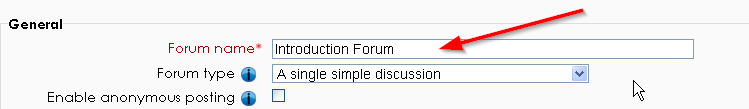 General
Forum name* Introduction Forum
Forum type A single simple discussion
Enable anonymous posting